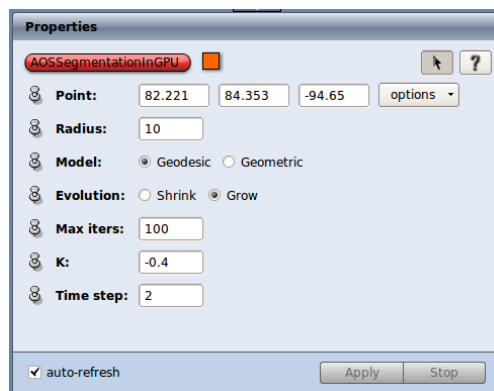 Properties
AOSSegmentationInGPU ?
Point: 82.221 84.353 -94.65 options
Radius: 10
Model: Geodesic Geometric
Evolution: Shrink Grow
Max iters: 100
K: -0.4
Time step: 2
auto-refresh Apply Stop